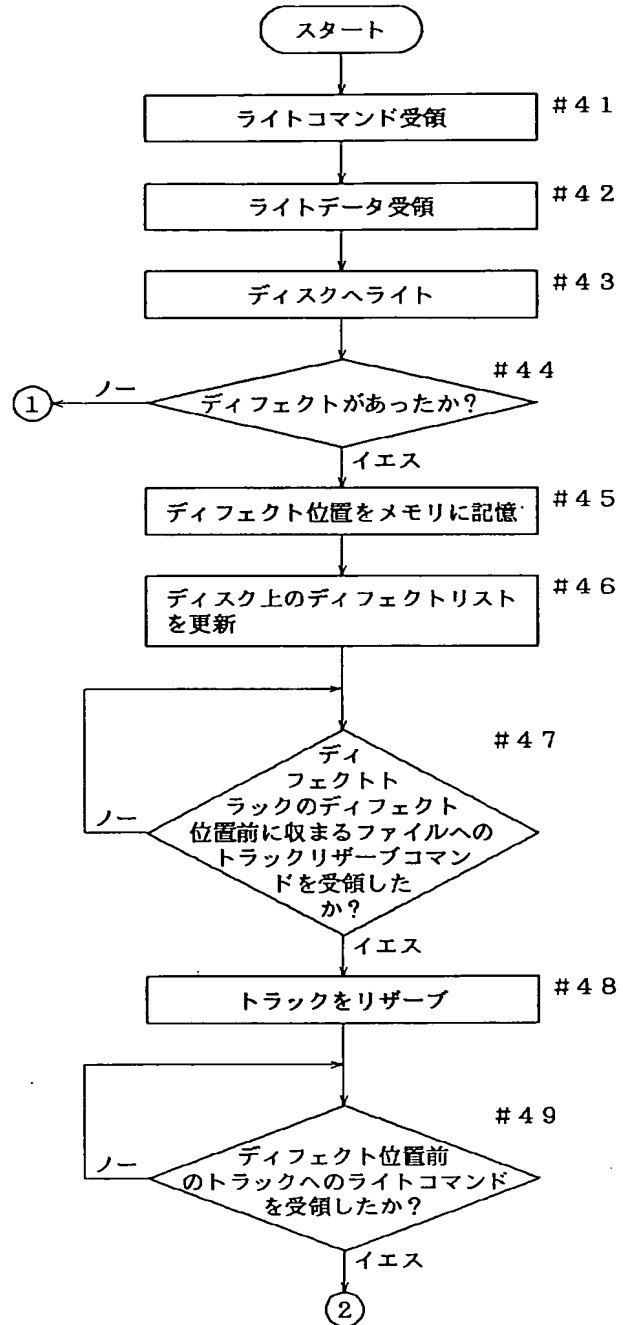 スタート
ライトコマンド受領
#41
ライトデータ受領
#42
ディスクへライト
#43
#44
ノー
①
ディフェクトがあったか?
イエス
ディフェクト位置をメモリに記憶
#45
ディスク上のディフェクトリスト
を更新
#46
#47
ディ
フェクトト
ラックのディフェクト
位置前に収まるファイルへの
トラックリザーブコマン
ドを受領した
か?
ノー
イエス
トラックをリザーブ
#48
#49
ディフェクト位置前
のトラックへのライトコマンド
を受領したか?
ノー
イエス
②